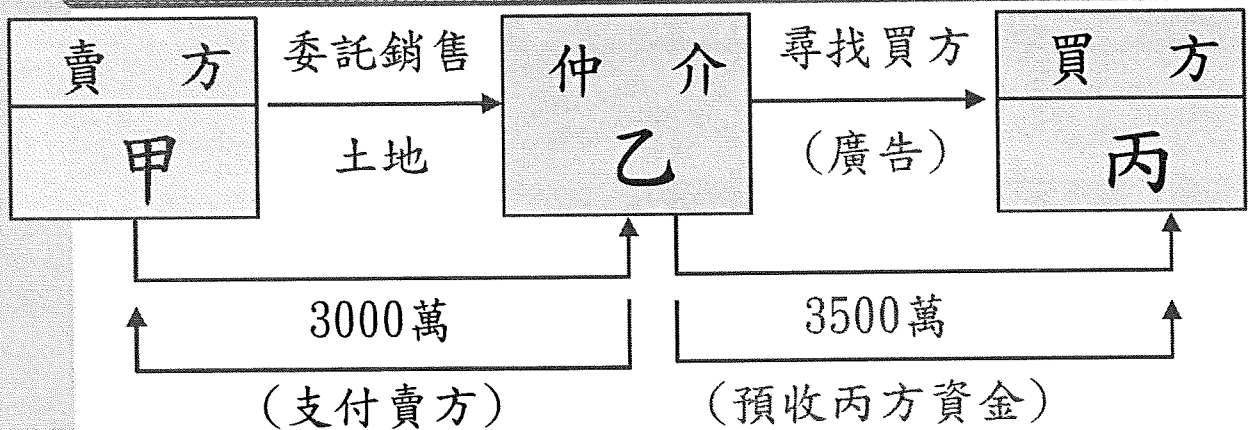 賣方
甲
委託銷售
土地
仲介
乙
尋找買方
(廣告)
買方
丙
3000萬
(支付賣方)
3500萬
(預收丙方資金)